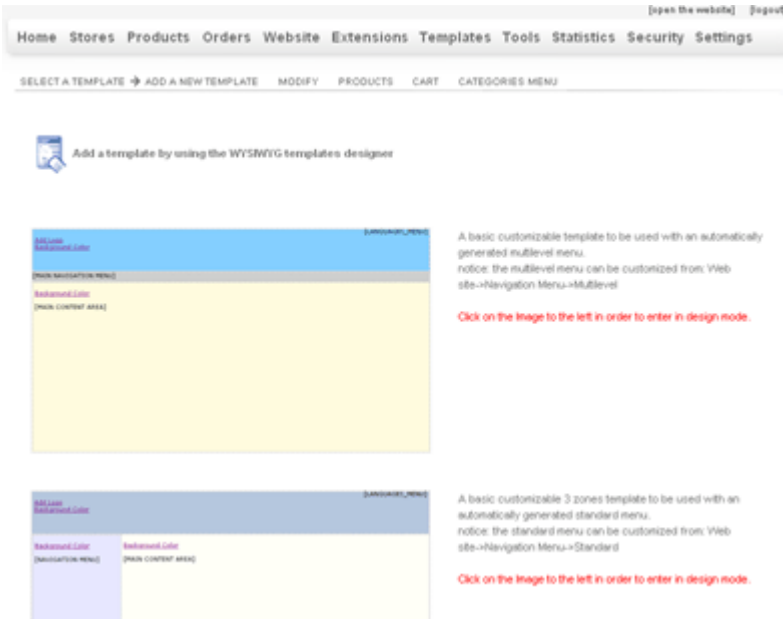 [open the website] [logout
Home Stores Products Orders Website Extensions Templates Tools Statistics Security Settings
SELECT A TEMPLATE ADD A NEW TEMPLATE MODIFY PRODUCTS CART CATEGORIES MENU
Add a template by using the WYSIWYG templates designer
[LANGUAGES_MENU]
Add Logo
Background Color
[MAIN NAVIGATION MENU]
Background Color
[MAIN CONTENT AREA]
A basic customizable template to be used with an automatically
generated multilevel menu.
notice: the multilevel menu can be customized from: Web
site->Navigation Menu->Multilevel
Click on the Image to the left in order to enter in design mode.
[LANGUAGES_MENU]
Add Logo
Background Color
Background Color
[NAVIGATION MENU]
Background Color
[MAIN CONTENT AREA]
A basic customizable 3 zones template to be used with an
automatically generated standard menu.
notice: the standard menu can be customized from: Web
site->Navigation Menu->Standard
Click on the Image to the left in order to enter in design mode.